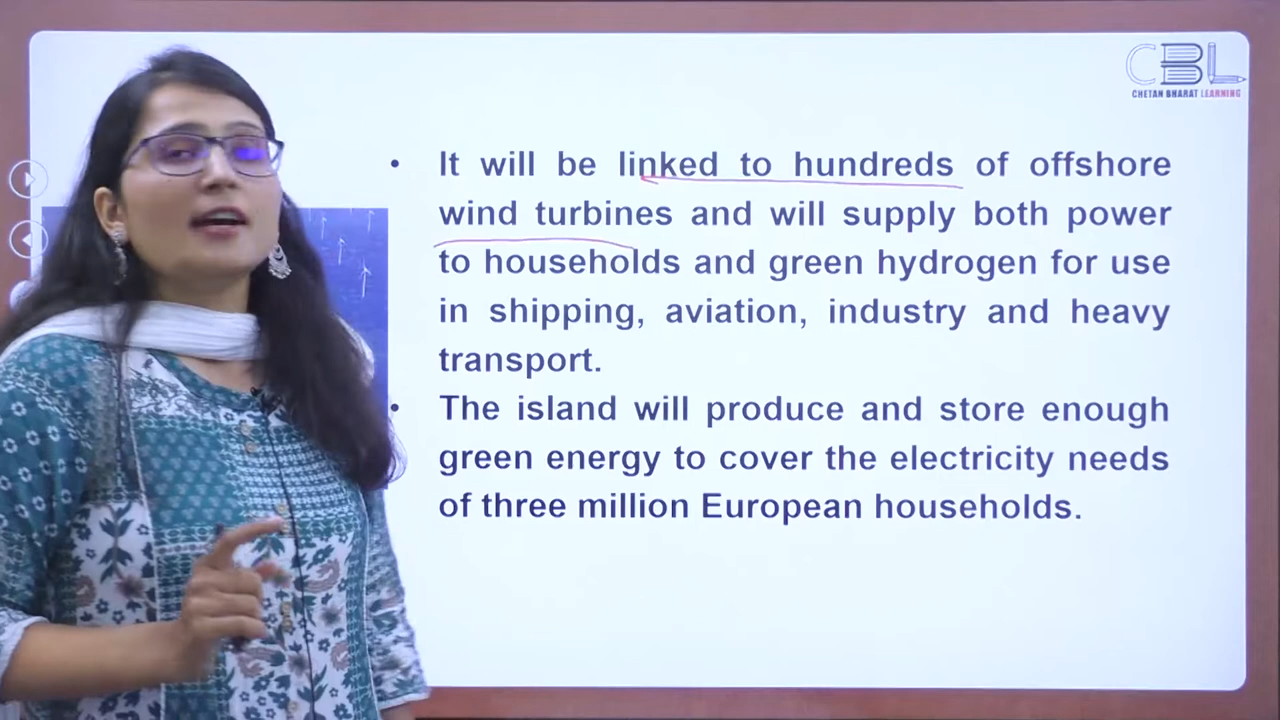 CBL
CHETAN BHARAT LEARNING
• It will be linked to hundreds of offshore
wind turbines and will supply both power
to households and green hydrogen for use
in shipping, aviation, industry and heavy
transport.
• The island will produce and store enough
green energy to cover the electricity needs
of three million European households.